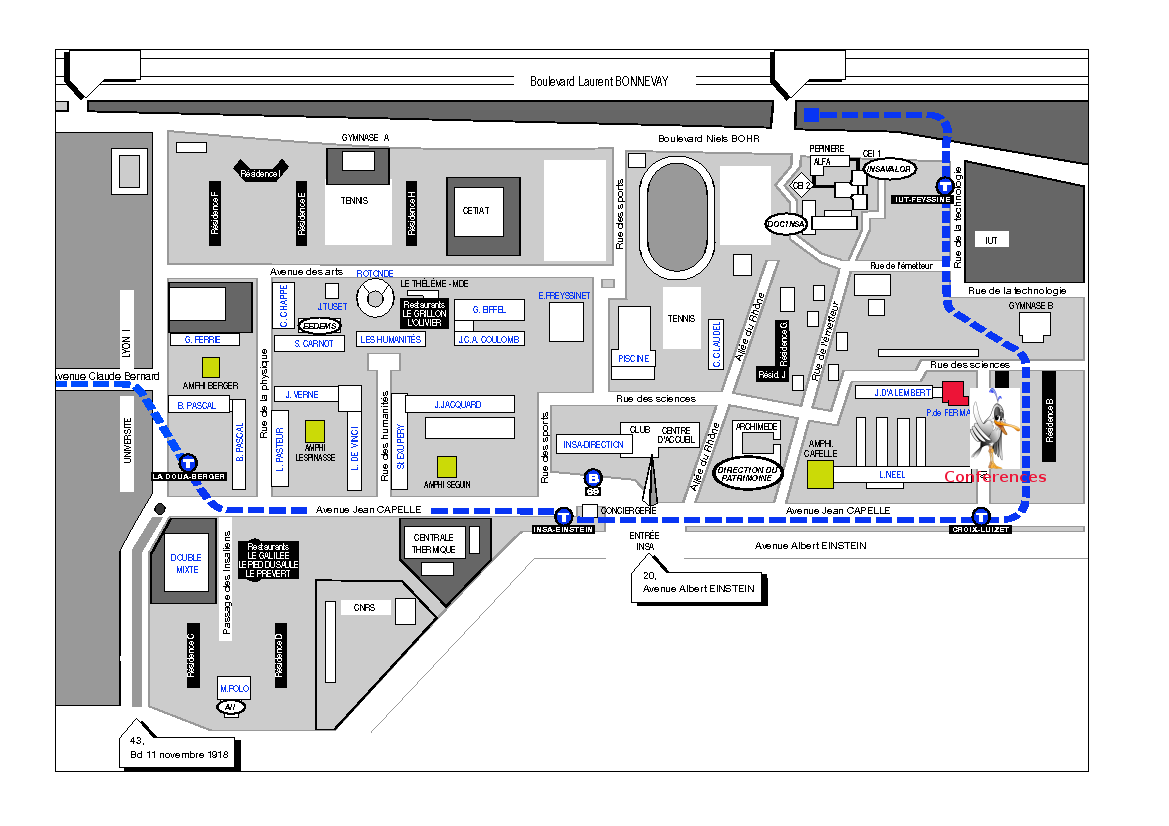 Boulevard Laurent BONNEVAY
GYMNASE A
Boulevard Niels BOHR
PEPINIERE
ALFA
CEI 1
INSAVALOR
CEI 2
DOC'INSA
Résidence I
Résidence F
Résidence E
TENNIS
Résidence H
CETIAT
Rue des sports
T
IUT-FEYSSINE
Rue de la technologie
IUT
Rue de l'émetteur
Rue de la technologie
GYMNASE B
Avenue des arts
ROTONDE
LE THÉLÈME - MDE
C. CHAPPE
J.TUSET
FEDEMS
S. CARNOT
LES HUMANITÉS
Restaurants
LE GRILLON
L'OLIVIER
G. EIFFEL
J.C.A. COULOMB
E.FREYSSINET
TENNIS
PISCINE
C. CLAUDEL
Allée du Rhône
Résidence G
Résid. J
Rue de l'émetteur
LYON I
G. FERRIE
AMPHI BERGER
Rue de la physique
Avenue Claude Bernard
B. PASCAL
B. PASCAL
J. VERNE
L. PASTEUR
AMPHI
LESPINASSE
L. DE VINCI
Rue des humanités
St. EXUPERY
J.JACQUARD
AMPHI SEGUIN
Rue des sciences
Rue des sciences
Rue des sports
CLUB
CENTRE
D'ACCUEIL
INSA-DIRECTION
Allée du Rhône
ARCHIMEDE
DIRECTION DU
PATRIMOINE
AMPHI.
CAPELLE
J.D'ALEMBERT
P.de FERMA
L.NEEL
Conferences
Résidence B
UNIVERSITE
T
LA DOUA-BERGER
B
69
CONCIERGERIE
Avenue Jean CAPELLE
T
INSA-EINSTEIN
Avenue Jean CAPELLE
T
CROIX-LUIZET
ENTRÉE
INSA
Avenue Albert EINSTEIN
20,
Avenue Albert EINSTEIN
DOUBLE
MIXTE
Passage des Insaliens
Restaurants
LE GALILEE
LE PIED DU SAULE
LE PREVERT
CENTRALE
THERMIQUE
CNRS
Résidence C
Résidence D
M.POLO
43,
Bd 11 novembre 1918